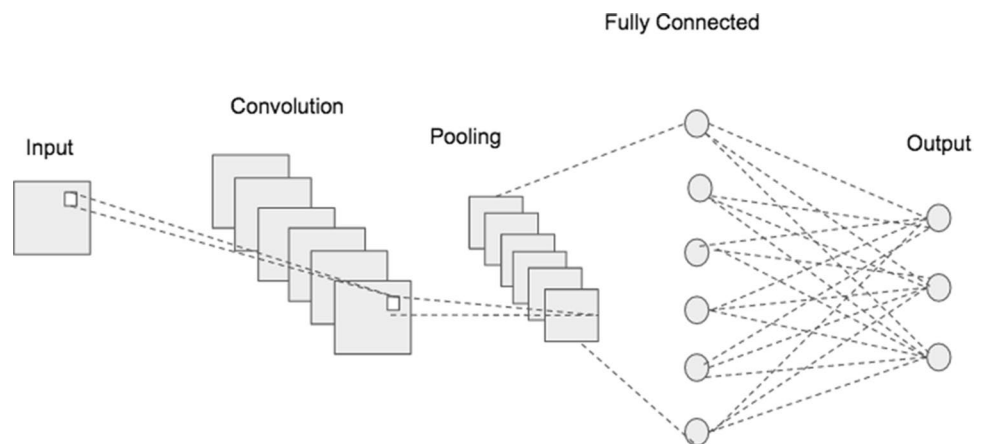 Fully Connected
Convolution
Pooling
Input
Output